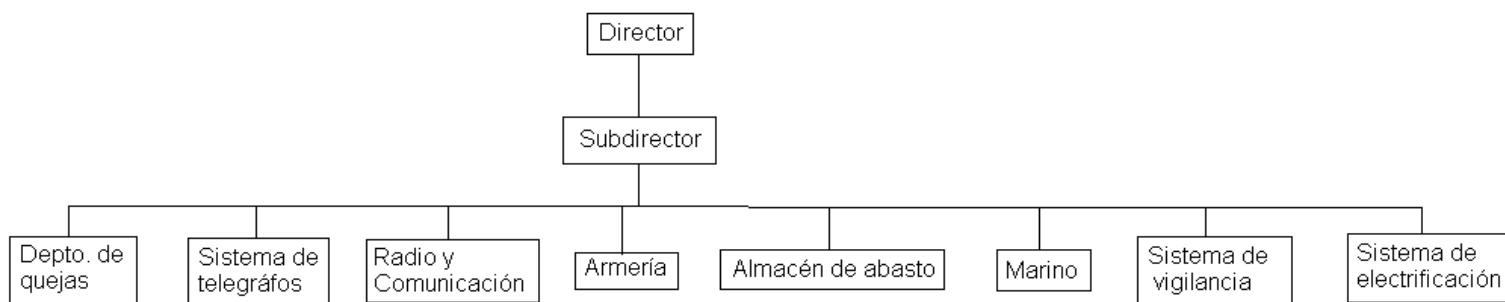 Director
Subdirector
Depto. de
quejas
Sistema de
telegráfos
Radio y
Comunicación
Armería
Almacén de abasto
Marino
Sistema de
vigilancia
Sistema de
electrificación